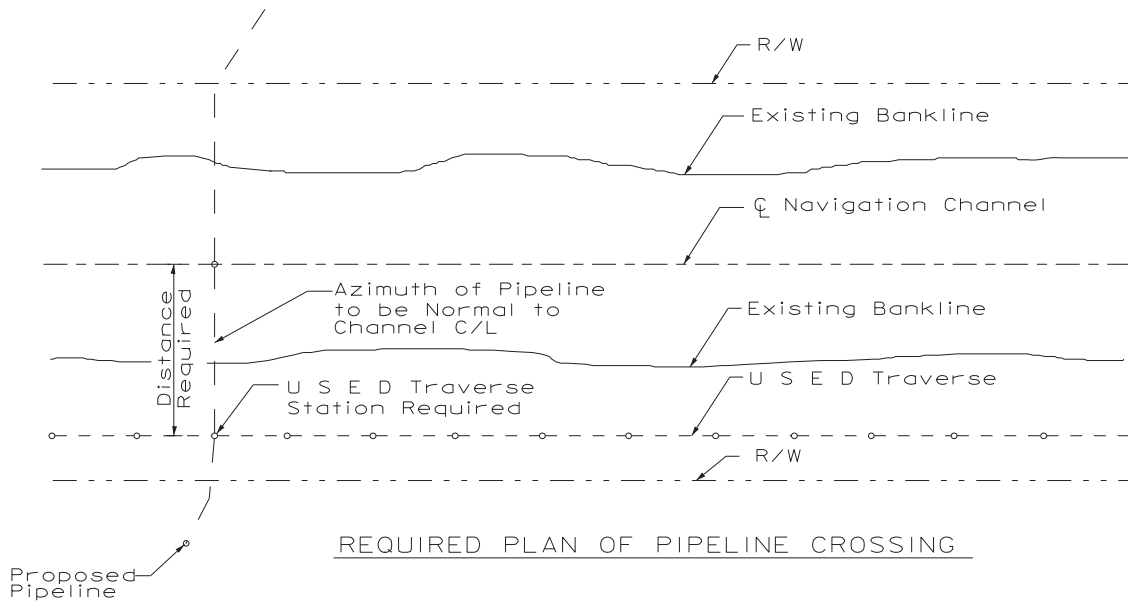 R/W
Existing Bankline
℄ Navigation Channel
Distance
Required
Azimuth of Pipeline
to be Normal to
Channel C/L
Existing Bankline
U S E D Traverse
Station Required
U S E D Traverse
R/W
REQUIRED PLAN OF PIPELINE CROSSING
Proposed
Pipeline